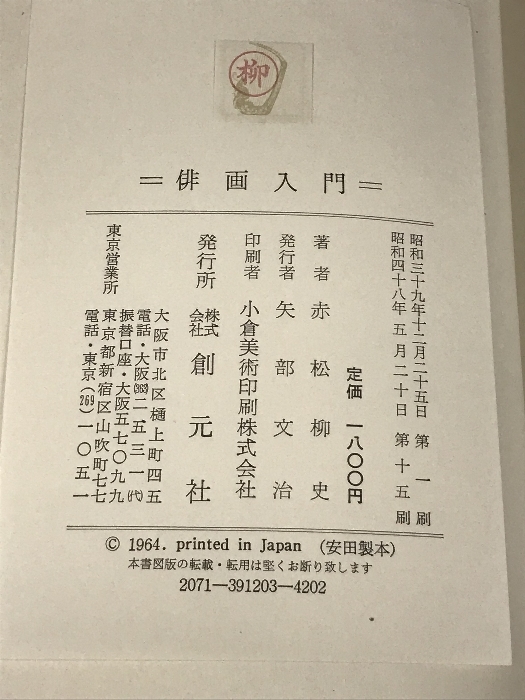 柳
＝俳画入門＝
昭和三十九年十二月二十五日 第一刷
昭和四十八年五月二十日 第十五刷
定価 一八〇〇円
著者 赤松柳史
発行者 矢部文治
印刷者 小倉美術印刷株式会社
発行所 株式会社 創元社
大阪市北区樋上町四五
電話・大阪(363)二五三一(代)
振替口座・大阪五七〇九九
東京営業所 東京都新宿区山吹町七七
電話・東京(269)一〇五一
© 1964. printed in Japan （安田製本）
本書図版の転載・転用は堅くお断り致します
2071—391203—4202